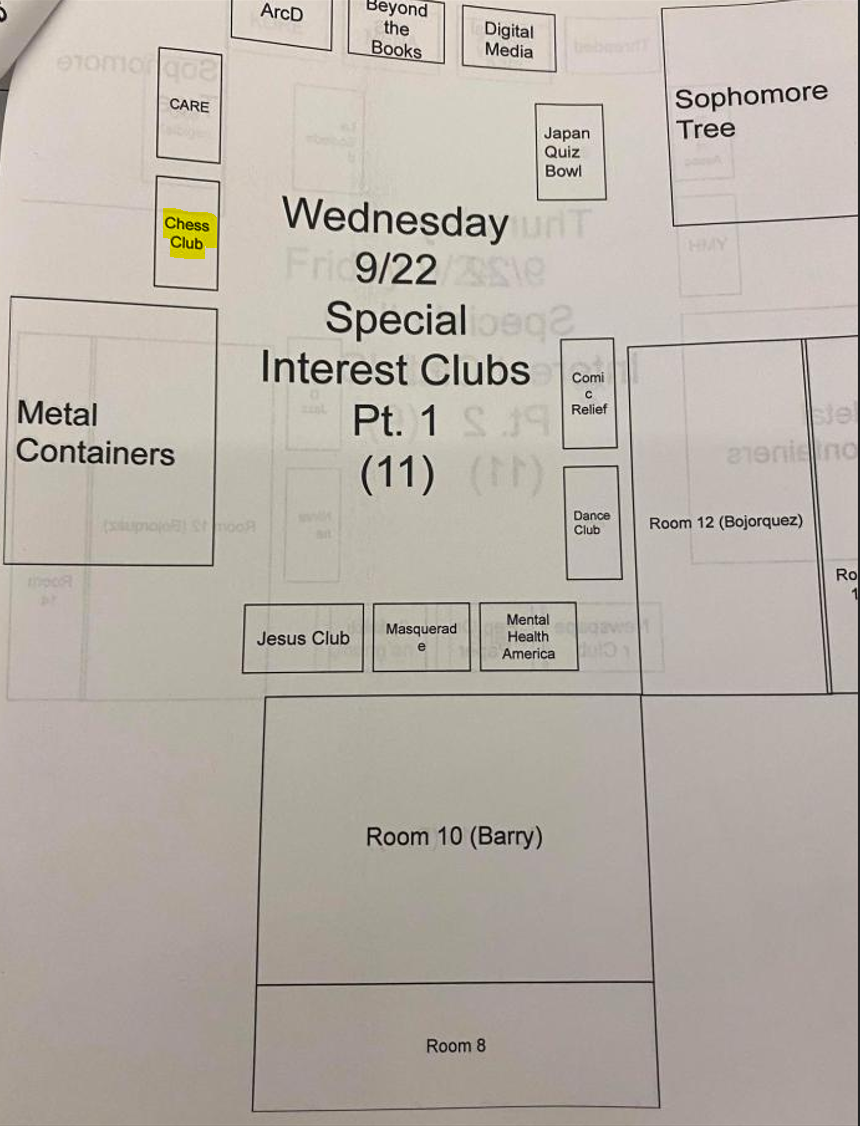 ArcD
Beyond
the
Books
Digital
Media
CARE
Sophomore
Tree
Japan
Quiz
Bowl
Chess
Club
Wednesday
9/22
Special
Interest Clubs
Pt. 1
(11)
Comi
c
Relief
Metal
Containers
Dance
Club
Room 12 (Bojorquez)
Ro
1
Jesus Club
Masquerad
e
Mental
Health
America
Room 10 (Barry)
Room 8